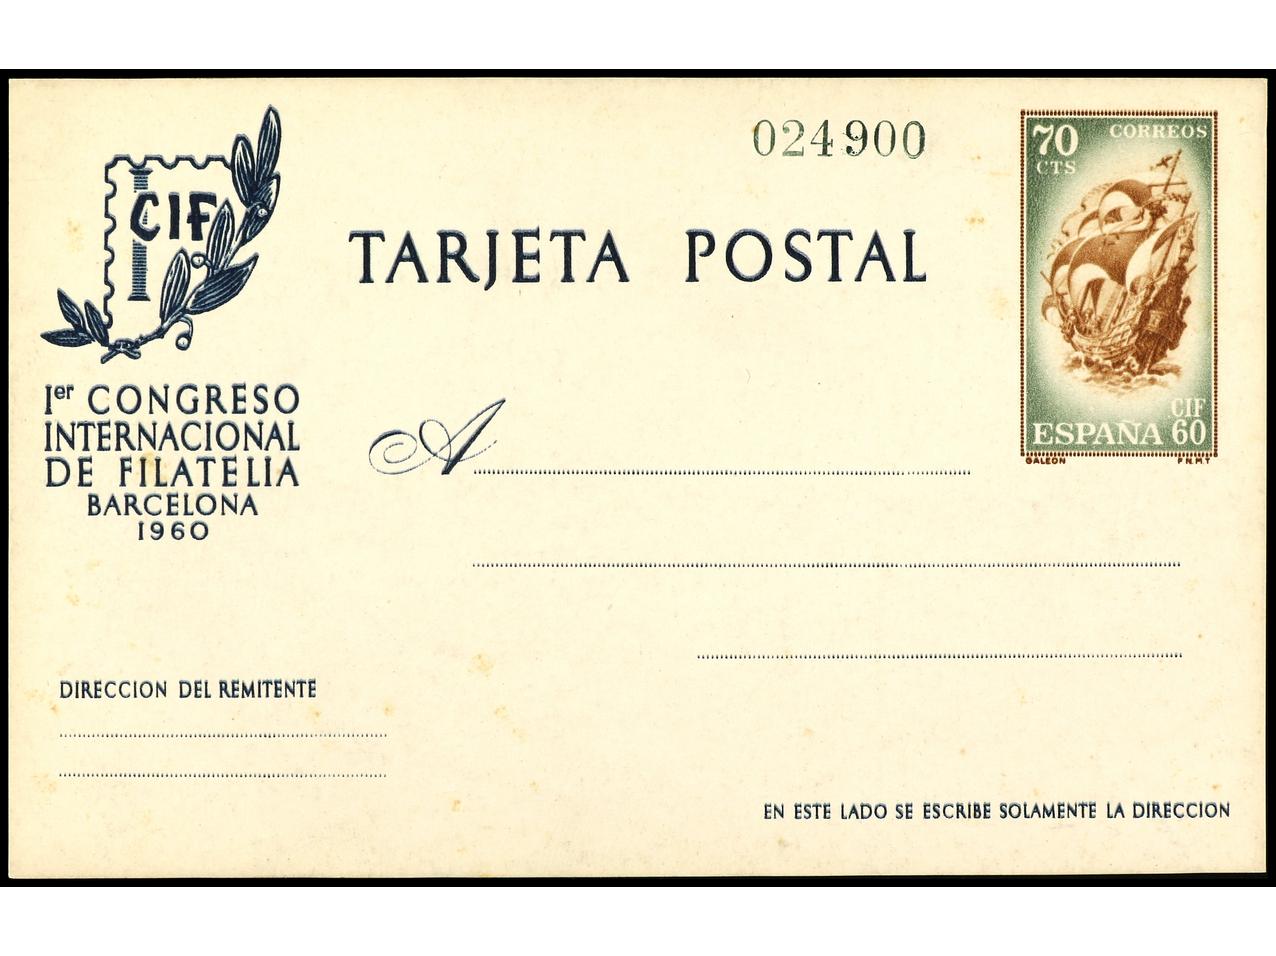 024900
70 CORREOS
CTS
CIF
TARJETA POSTAL
Ier CONGRESO
INTERNACIONAL
DE FILATELIA
BARCELONA
1960
A
CIF
ESPAÑA 60
GALEON F.N.M.T
DIRECCION DEL REMITENTE
EN ESTE LADO SE ESCRIBE SOLAMENTE LA DIRECCION